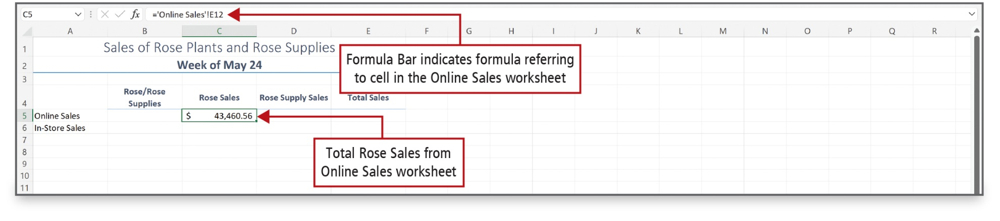 C5 fx ='Online Sales'!E12
A B C D E F G H I J K L M N O P Q R
1 Sales of Rose Plants and Rose Supplies
2 Week of May 24
Formula Bar indicates formula referring
to cell in the Online Sales worksheet
3
4 Rose/Rose
Supplies Rose Sales Rose Supply Sales Total Sales
5 Online Sales $ 43,460.56
6 In-Store Sales
7
8
9
10
11
Total Rose Sales from
Online Sales worksheet